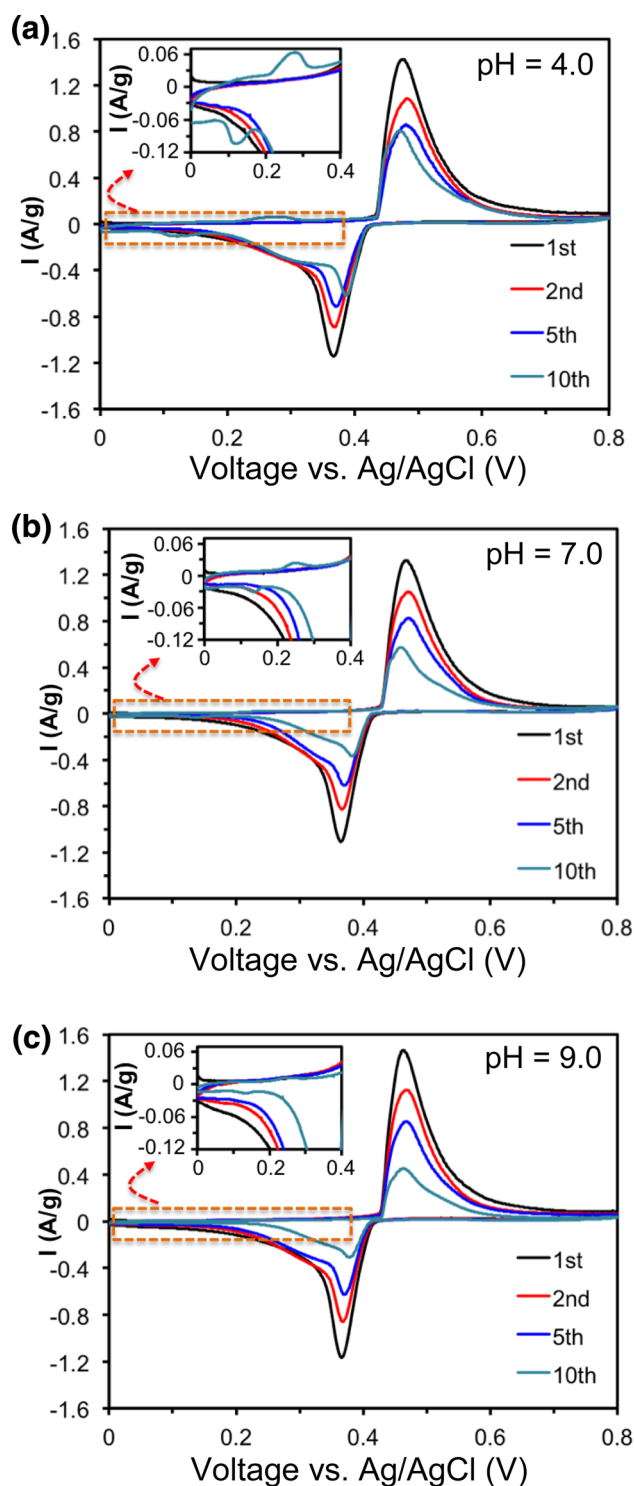 (a)
1.6
1.2
0.8
0.4
0
-0.4
-0.8
-1.2
-1.6
I (A/g)
0.06
0
-0.06
-0.12
I (A/g)
0 0.2 0.4
pH = 4.0
1st
2nd
5th
10th
0 0.2 0.4 0.6 0.8
Voltage vs. Ag/AgCl (V)
(b)
1.6
1.2
0.8
0.4
0
-0.4
-0.8
-1.2
-1.6
I (A/g)
0.06
0
-0.06
-0.12
I (A/g)
0 0.2 0.4
pH = 7.0
1st
2nd
5th
10th
0 0.2 0.4 0.6 0.8
Voltage vs. Ag/AgCl (V)
(c)
1.6
1.2
0.8
0.4
0
-0.4
-0.8
-1.2
-1.6
I (A/g)
0.06
0
-0.06
-0.12
I (A/g)
0 0.2 0.4
pH = 9.0
1st
2nd
5th
10th
0 0.2 0.4 0.6 0.8
Voltage vs. Ag/AgCl (V)